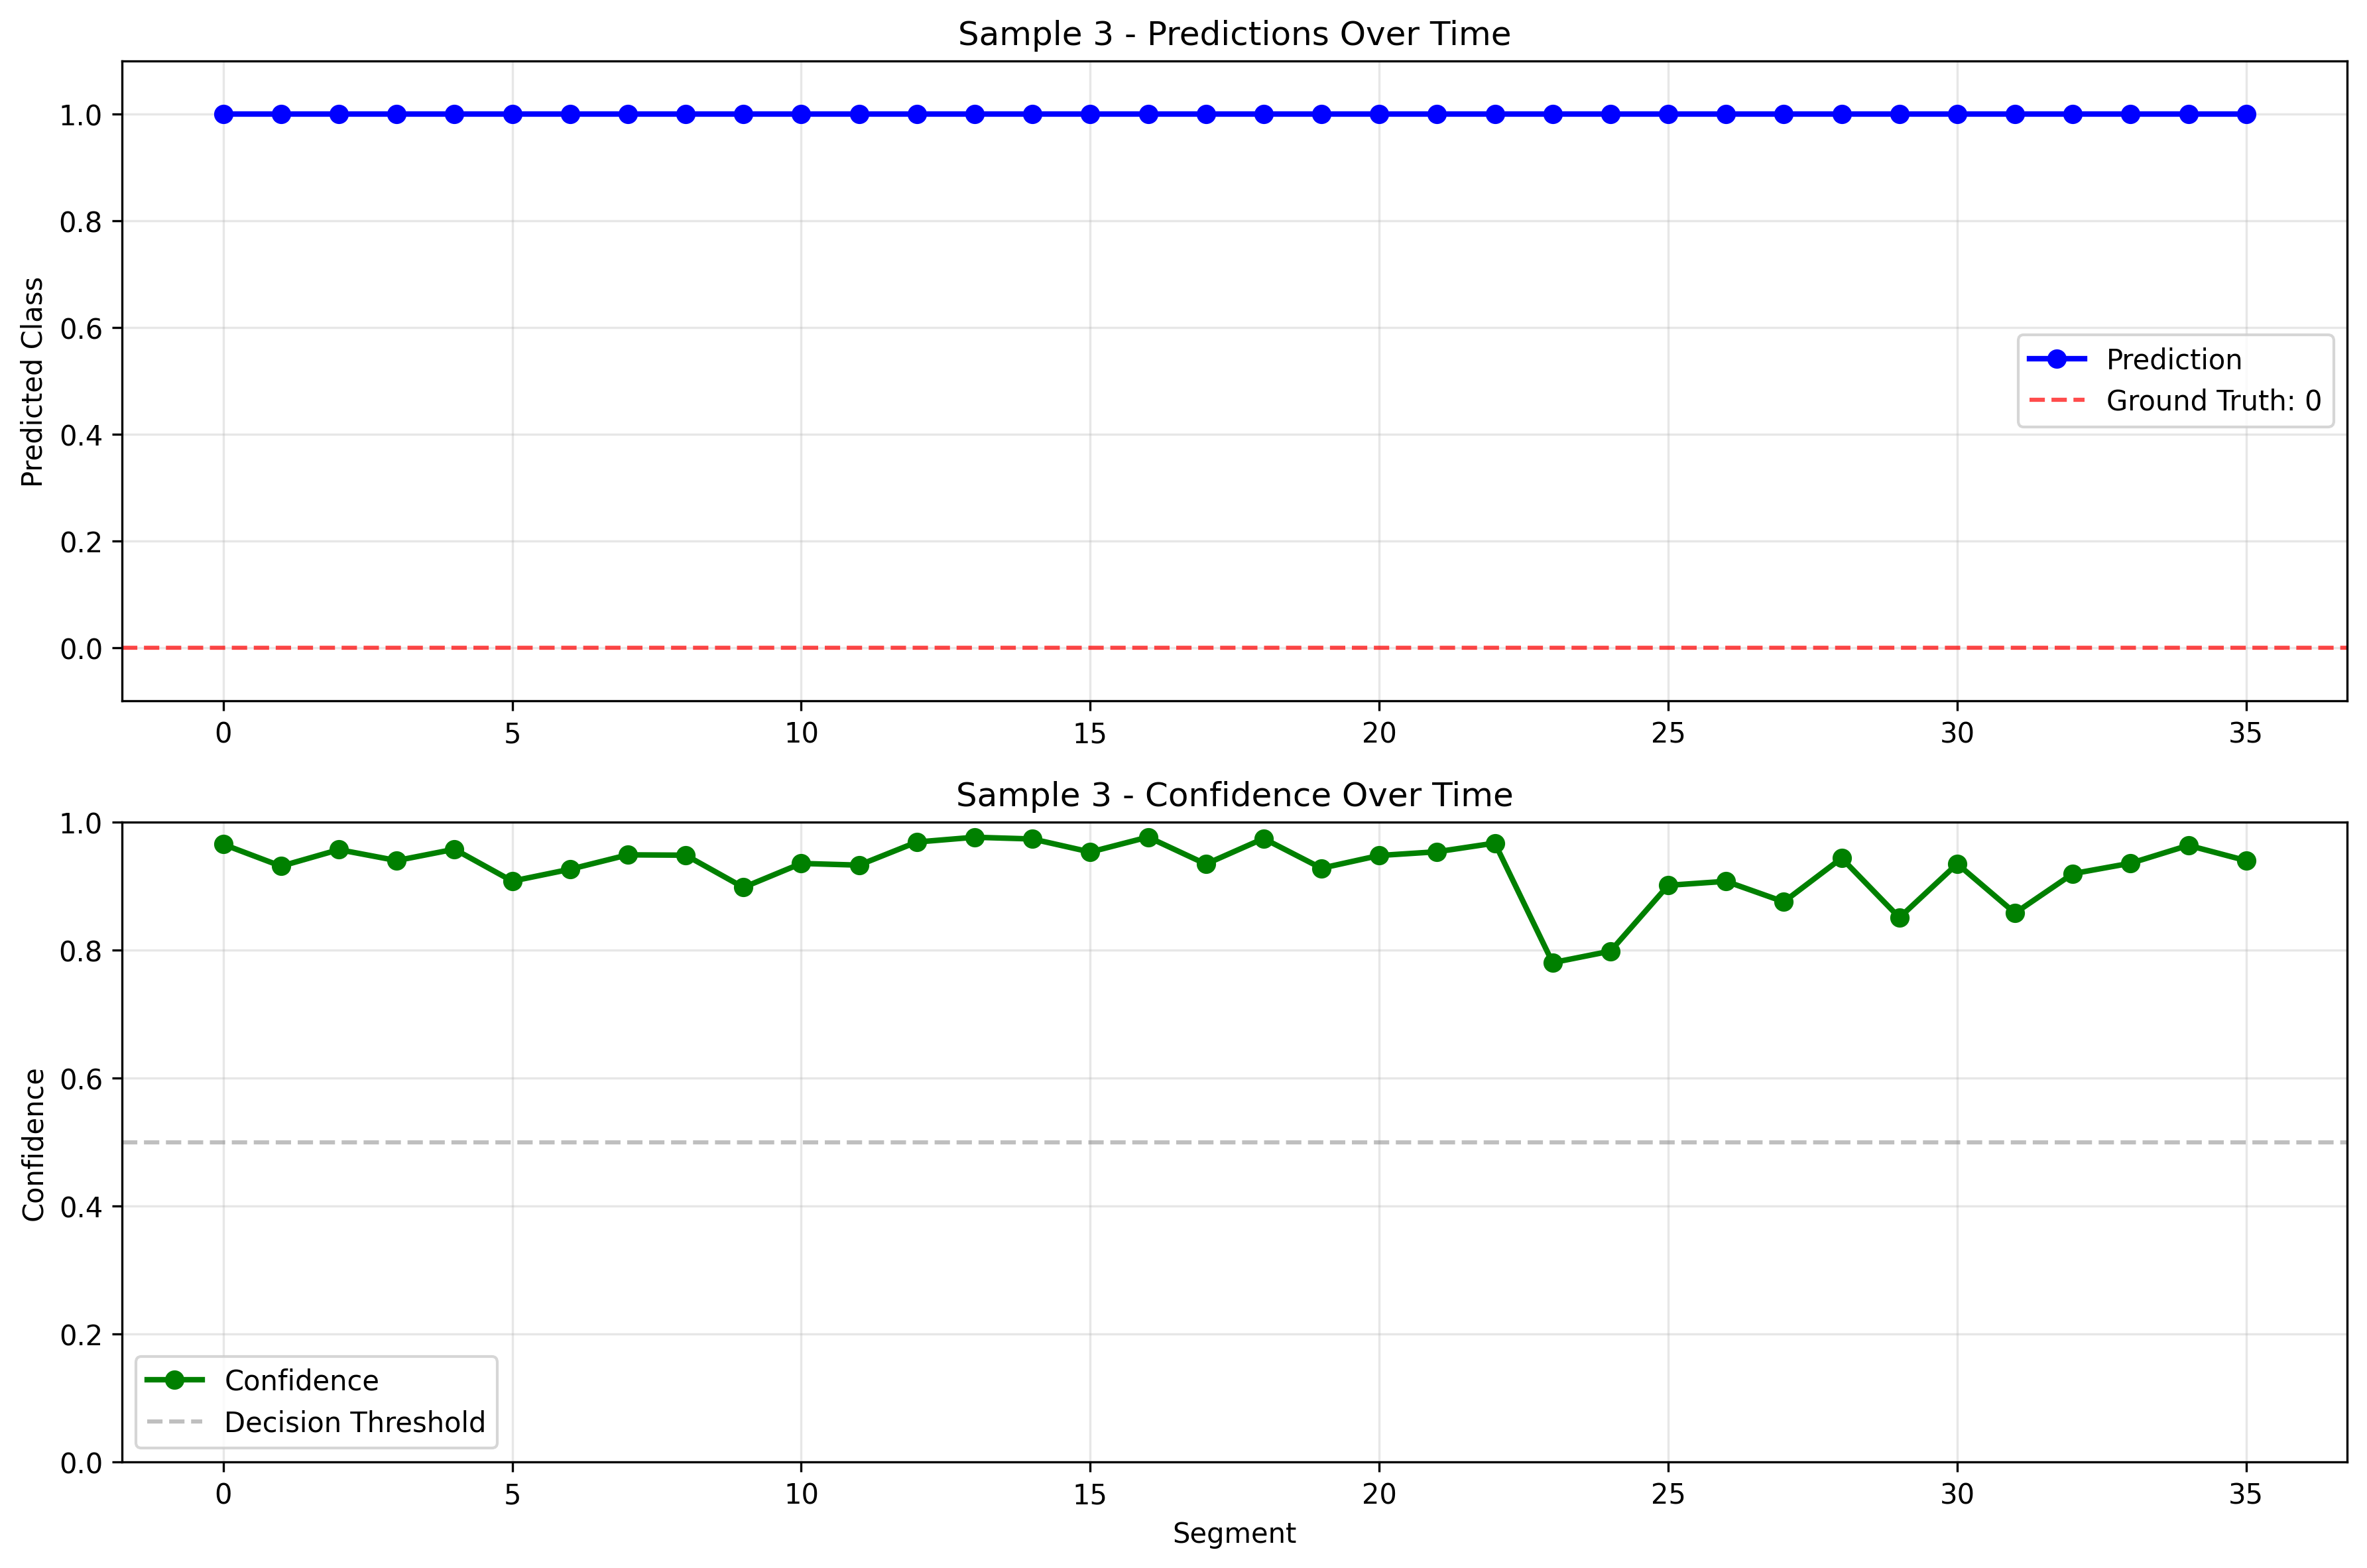 Sample 3 - Predictions Over Time
Predicted Class
1.0
0.8
0.6
0.4
0.2
0.0
Prediction
Ground Truth: 0
0 5 10 15 20 25 30 35
Sample 3 - Confidence Over Time
Confidence
1.0
0.8
0.6
0.4
0.2
0.0
Confidence
Decision Threshold
0 5 10 15 20 25 30 35
Segment